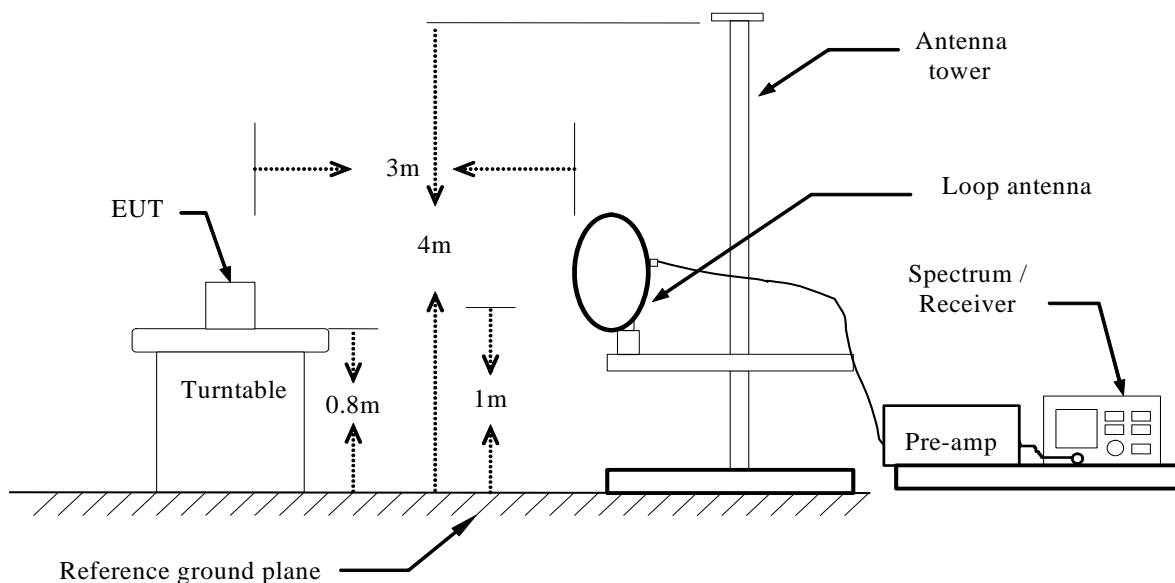 Antenna
tower
3m
Loop antenna
EUT
4m
Spectrum /
Receiver
Turntable
0.8m
1m
Pre-amp
Reference ground plane